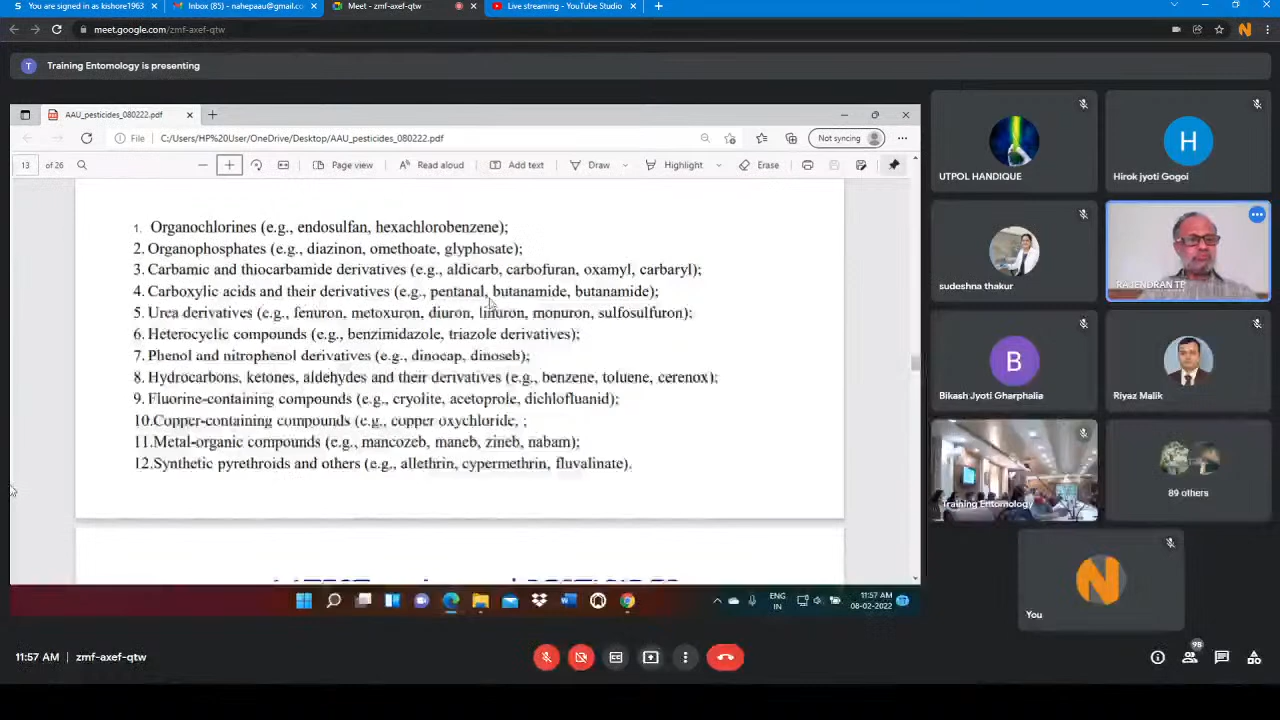 You are signed in as kishore1963
Inbox (85) - nahepaau@gmail.co
Meet - zmf-axef-qtw
Live streaming - YouTube Studio
meet.google.com/zmf-axef-qtw
T
Training Entomology is presenting
AAU_pesticides_080222.pdf
File
C:/Users/HP%20User/OneDrive/Desktop/AAU_pesticides_080222.pdf
Not syncing
13 of 26
Page view
Read aloud
Add text
Draw
Highlight
Erase
1. Organochlorines (e.g., endosulfan, hexachlorobenzene);
2. Organophosphates (e.g., diazinon, omethoate, glyphosate);
3. Carbamic and thiocarbamide derivatives (e.g., aldicarb, carbofuran, oxamyl, carbaryl);
4. Carboxylic acids and their derivatives (e.g., pentanal, butanamide, butanamide);
5. Urea derivatives (e.g., fenuron, metoxuron, diuron, linuron, monuron, sulfosulfuron);
6. Heterocyclic compounds (e.g., benzimidazole, triazole derivatives);
7. Phenol and nitrophenol derivatives (e.g., dinocap, dinoseb);
8. Hydrocarbons, ketones, aldehydes and their derivatives (e.g., benzene, toluene, cerenox);
9. Fluorine-containing compounds (e.g., cryolite, acetoprole, dichlofluanid);
10.Copper-containing compounds (e.g., copper oxychloride, ;
11.Metal-organic compounds (e.g., mancozeb, maneb, zineb, nabam);
12.Synthetic pyrethroids and others (e.g., allethrin, cypermethrin, fluvalinate).
ENG
IN
11:57 AM
08-02-2022
UTPOL HANDIQUE
H
Hirok jyoti Gogoi
sudeshna thakur
RAJENDRAN TP
B
Bikash Jyoti Gharphalia
Riyaz Malik
Training Entomology
89 others
N
You
11:57 AM | zmf-axef-qtw
98